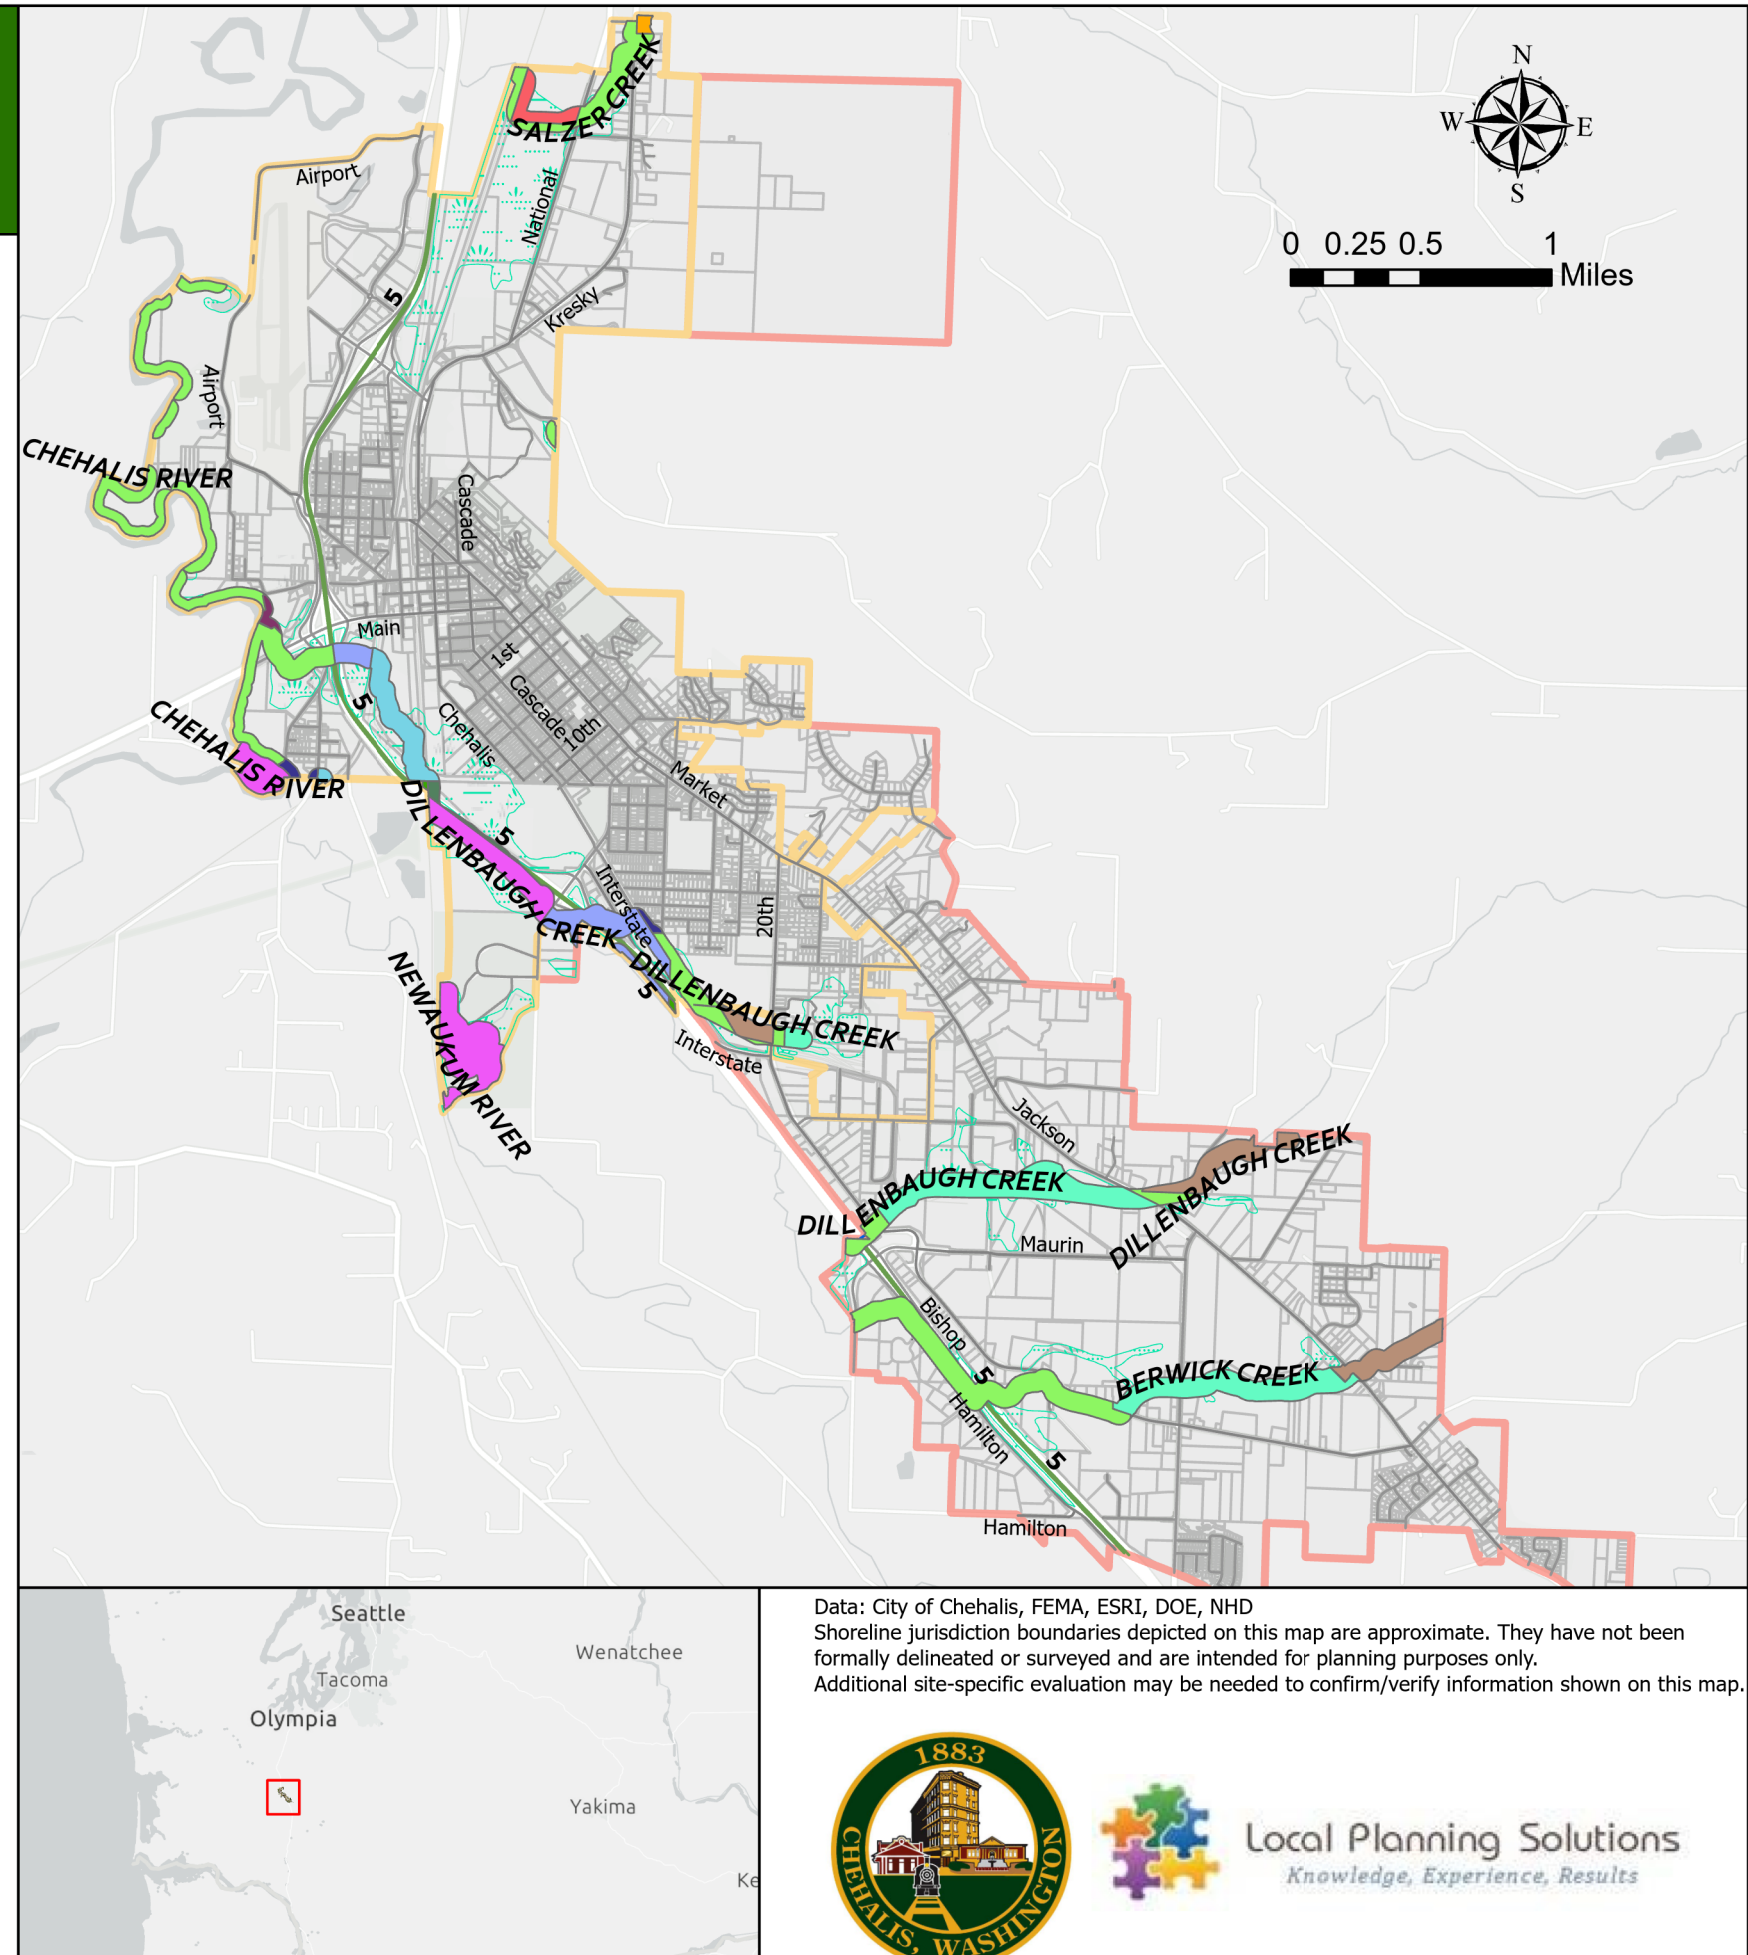 SALZER CREEK
N
W
E
S
0 0.25 0.5 1
Miles
Airport
National
5
Kresky
Airport
CHEHALIS RIVER
Cascade
Main
1st
5
Cascade
10th
Chehalis
CHEHALIS RIVER
Market
DILLENBAUGH CREEK
5
Interstate
20th
NEWAUKUM RIVER
DILLENBAUGH CREEK
5
Interstate
Jackson
DILLENBAUGH CREEK
DILLENBAUGH CREEK
Maurin
Bishop
5
BERWICK CREEK
Hamilton
5
Hamilton
Seattle
Wenatchee
Tacoma
Olympia
Yakima
Ke
Data: City of Chehalis, FEMA, ESRI, DOE, NHD
Shoreline jurisdiction boundaries depicted on this map are approximate. They have not been
formally delineated or surveyed and are intended for planning purposes only.
Additional site-specific evaluation may be needed to confirm/verify information shown on this map.
1883
CHEHALIS, WASHINGTON
Local Planning Solutions
Knowledge, Experience, Results